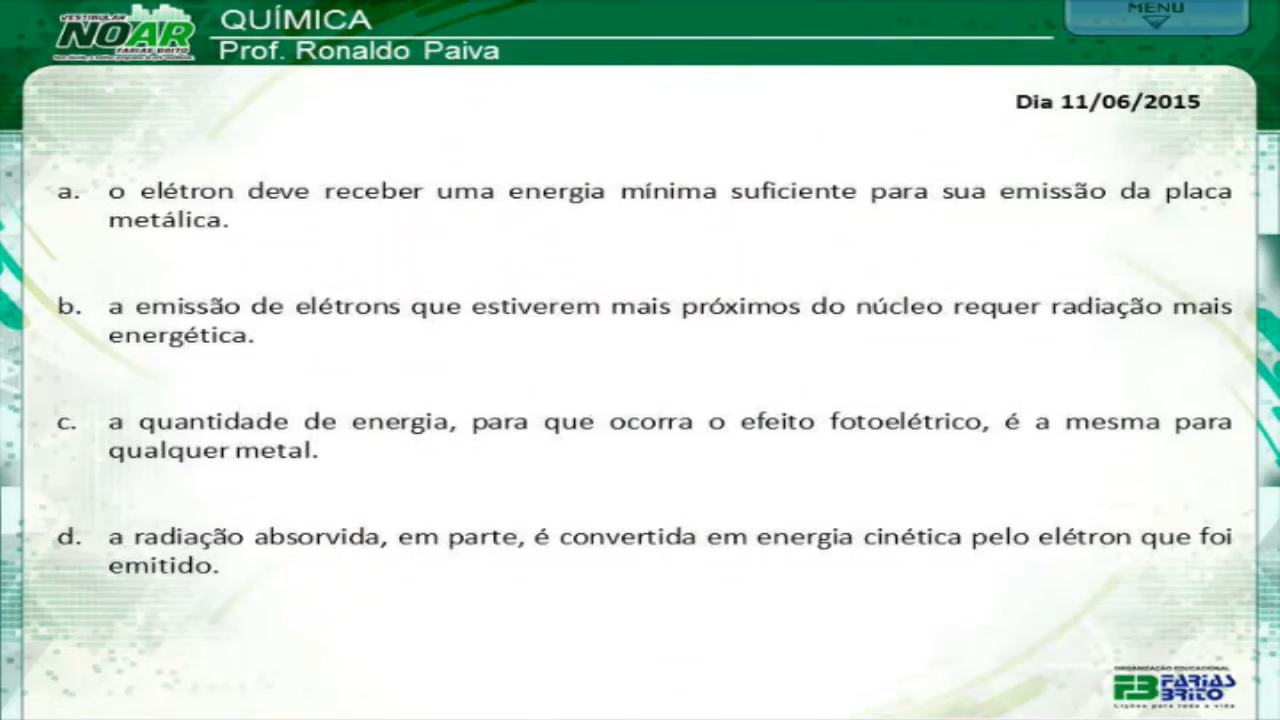 VESTIBULAR
NOAR
FARIAS BRITO
QUÍMICA
Prof. Ronaldo Paiva
MENU
Dia 11/06/2015
a. o elétron deve receber uma energia mínima suficiente para sua emissão da placa
metálica.
b. a emissão de elétrons que estiverem mais próximos do núcleo requer radiação mais
energética.
c. a quantidade de energia, para que ocorra o efeito fotoelétrico, é a mesma para
qualquer metal.
d. a radiação absorvida, em parte, é convertida em energia cinética pelo elétron que foi
emitido.
ORGANIZAÇÃO EDUCACIONAL
FB FARIAS
BRITO
Lições para toda a vida